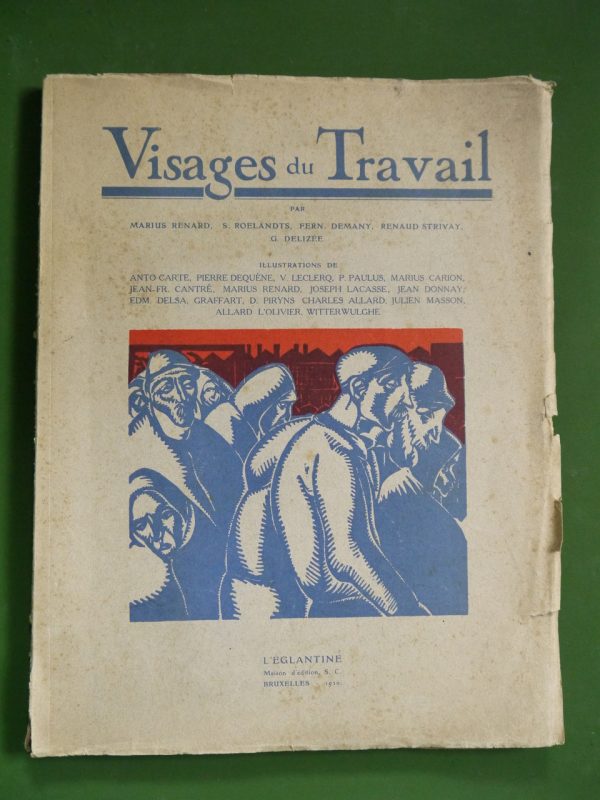 Visages du Travail
PAR
MARIUS RENARD, S. ROELANDTS, FERN. DEMANY, RENAUD STRIVAY,
G. DELIZÉE
ILLUSTRATIONS DE
ANTO CARTE, PIERRE DEQUÊNE, V. LECLERQ, P. PAULUS, MARIUS CARION,
JEAN-FR. CANTRÉ, MARIUS RENARD, JOSEPH LACASSE, JEAN DONNAY,
EDM. DELSA, GRAFFART, D. PIRYNS CHARLES ALLARD, JULIEN MASSON,
ALLARD L'OLIVIER, WITTERWULGHE
L'ÉGLANTINE
Maison d'édition, S. C.
BRUXELLES -